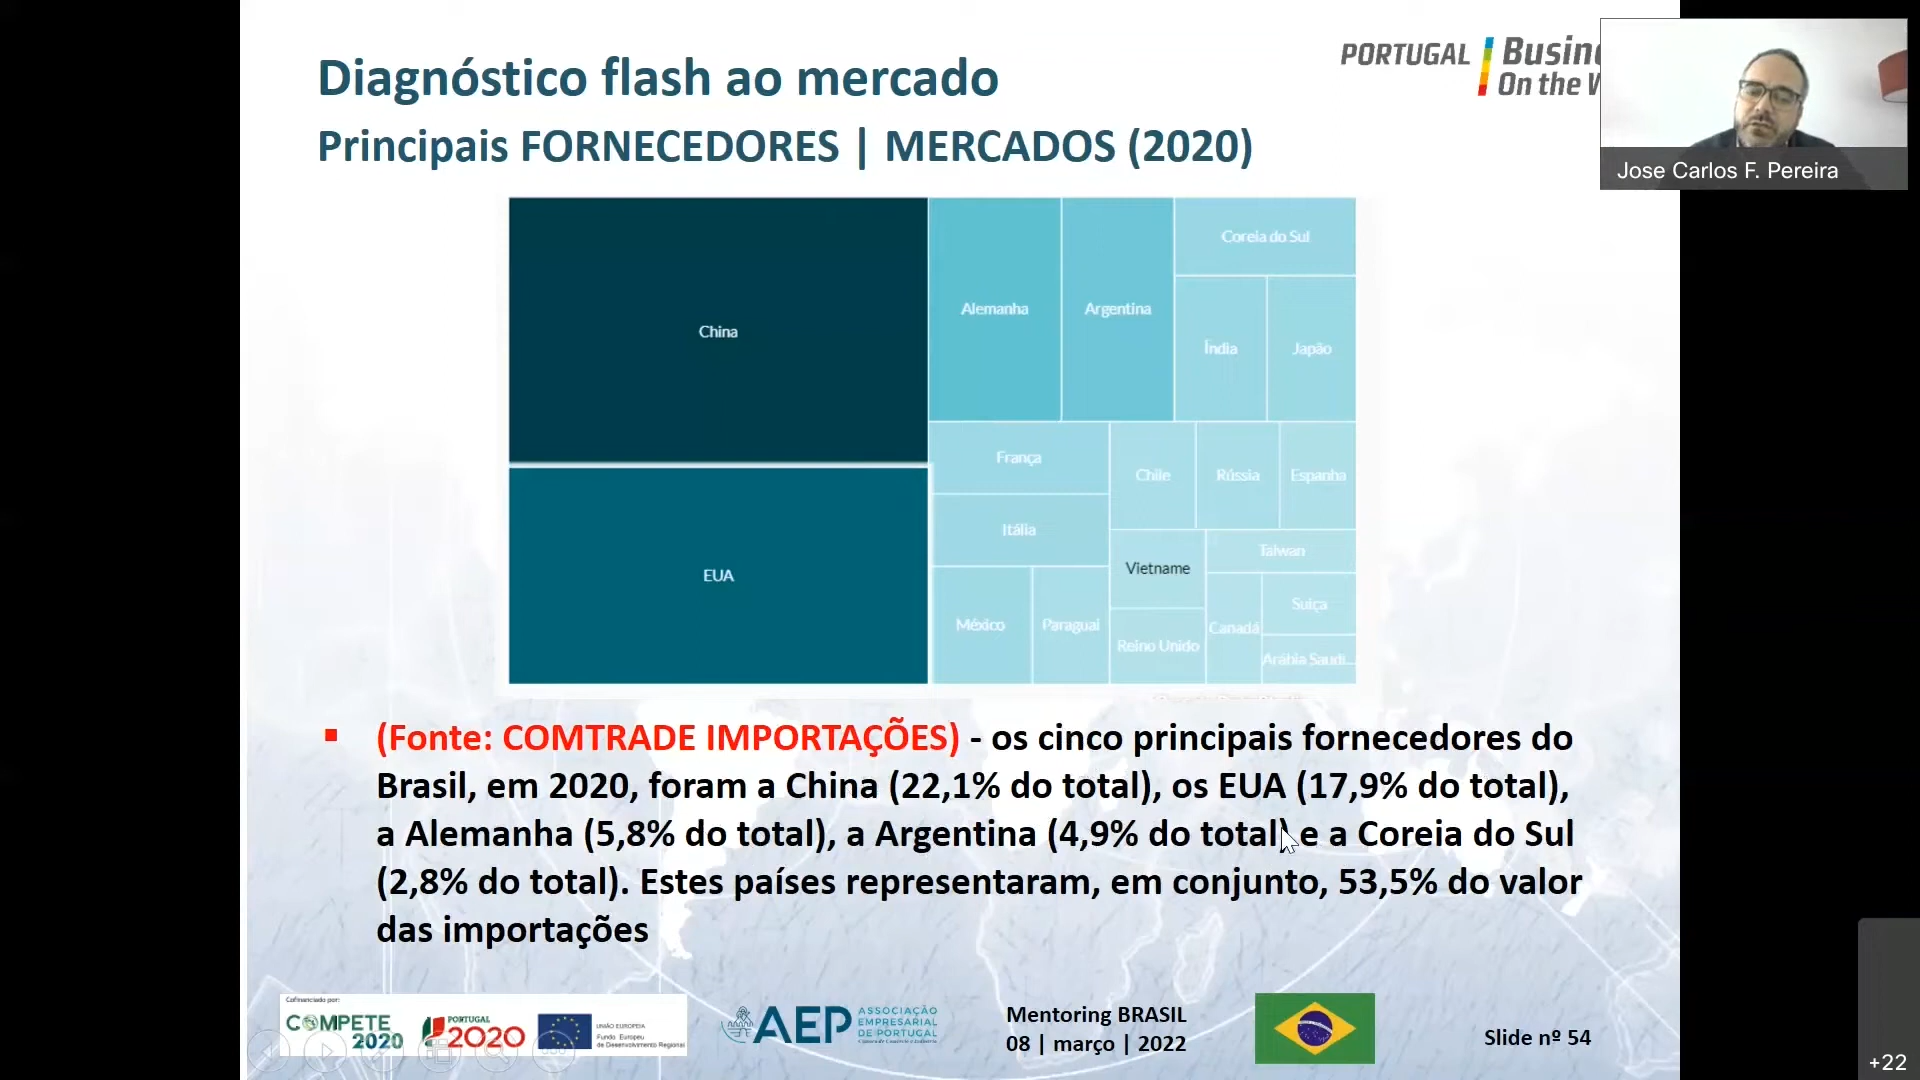 Diagnóstico flash ao mercado
Principais FORNECEDORES | MERCADOS (2020)
PORTUGAL
Busin
On the W
Jose Carlos F. Pereira
China
EUA
Alemanha
Argentina
Coreia do Sul
Índia
Japão
França
Itália
México
Paraguai
Chile
Rússia
Espanha
Vietname
Reino Unido
Taiwan
Canadá
Suiça
Arábia Saudi...
(Fonte: COMTRADE IMPORTAÇÕES) - os cinco principais fornecedores do
Brasil, em 2020, foram a China (22,1% do total), os EUA (17,9% do total),
a Alemanha (5,8% do total), a Argentina (4,9% do total) e a Coreia do Sul
(2,8% do total). Estes países representaram, em conjunto, 53,5% do valor
das importações
Cofinanciado por:
COMPETE
2020
PORTUGAL
2020
UNIÃO EUROPEIA
Fundo Europeu
de Desenvolvimento Regional
AEP
ASSOCIAÇÃO
EMPRESARIAL
DE PORTUGAL
Mentoring BRASIL
08 | março | 2022
Slide nº 54
+22